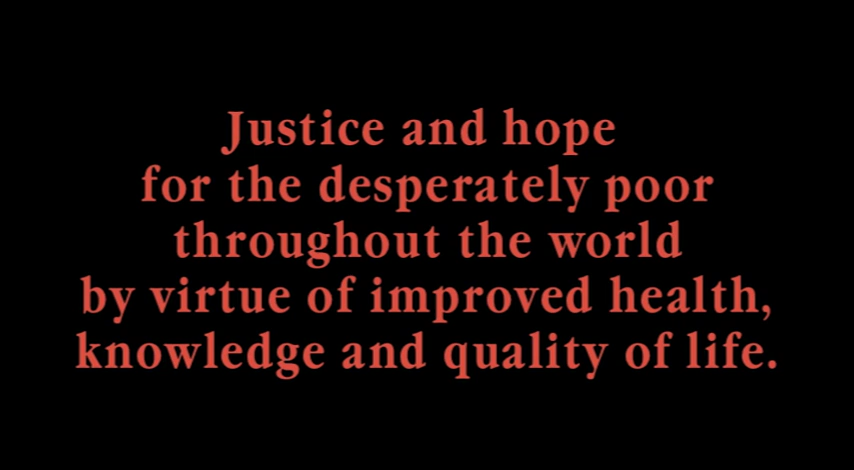 Justice and hope
for the desperately poor
throughout the world
by virtue of improved health,
knowledge and quality of life.